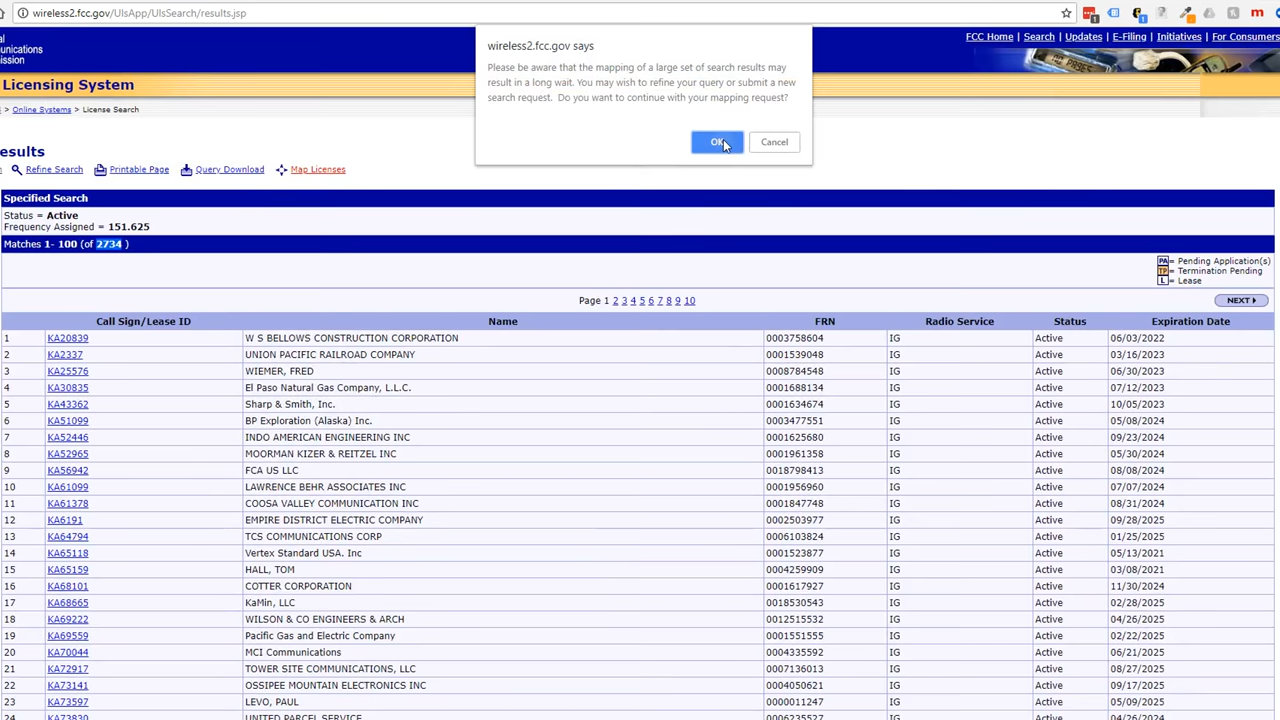 wireless2.fcc.gov/UlsApp/UlsSearch/results.jsp
wireless2.fcc.gov says
Please be aware that the mapping of a large set of search results may
result in a long wait. You may wish to refine your query or submit a new
search request. Do you want to continue with your mapping request?
OK Cancel
FCC Home | Search | Updates | E-Filing | Initiatives | For Consumers
Licensing System
> Online Systems > License Search
esults
Refine Search Printable Page Query Download Map Licenses
Specified Search
Status = Active
Frequency Assigned = 151.625
Matches 1- 100 (of 2734 )
PA = Pending Application(s)
TP = Termination Pending
L = Lease
Page 1 2 3 4 5 6 7 8 9 10
NEXT
Call Sign/Lease ID Name FRN Radio Service Status Expiration Date
1 KA20839 W S BELLOWS CONSTRUCTION CORPORATION 0003758604 IG Active 06/03/2022
2 KA2337 UNION PACIFIC RAILROAD COMPANY 0001539048 IG Active 03/16/2023
3 KA25576 WIEMER, FRED 0008784548 IG Active 06/30/2023
4 KA30835 El Paso Natural Gas Company, L.L.C. 0001688134 IG Active 07/12/2023
5 KA43362 Sharp & Smith, Inc. 0001634674 IG Active 10/05/2023
6 KA51099 BP Exploration (Alaska) Inc. 0003477551 IG Active 05/08/2024
7 KA52446 INDO AMERICAN ENGINEERING INC 0001625680 IG Active 09/23/2024
8 KA52965 MOORMAN KIZER & REITZEL INC 0001961358 IG Active 05/30/2024
9 KA56942 FCA US LLC 0018798413 IG Active 08/08/2024
10 KA61099 LAWRENCE BEHR ASSOCIATES INC 0001956960 IG Active 07/07/2024
11 KA61378 COOSA VALLEY COMMUNICATION INC 0001847748 IG Active 08/31/2024
12 KA6191 EMPIRE DISTRICT ELECTRIC COMPANY 0002503977 IG Active 09/28/2025
13 KA64794 TCS COMMUNICATIONS CORP 0006103824 IG Active 01/25/2025
14 KA65118 Vertex Standard USA. Inc 0001523877 IG Active 05/13/2021
15 KA65159 HALL, TOM 0004259909 IG Active 03/08/2021
16 KA68101 COTTER CORPORATION 0001617927 IG Active 11/30/2024
17 KA68665 KaMin, LLC 0018530543 IG Active 02/28/2025
18 KA69222 WILSON & CO ENGINEERS & ARCH 0012515532 IG Active 04/26/2025
19 KA69559 Pacific Gas and Electric Company 0001551555 IG Active 02/22/2025
20 KA70044 MCI Communications 0004335592 IG Active 06/21/2025
21 KA72917 TOWER SITE COMMUNICATIONS, LLC 0007136013 IG Active 08/27/2025
22 KA73141 OSSIPEE MOUNTAIN ELECTRONICS INC 0004050621 IG Active 09/17/2025
23 KA73597 LEVO, PAUL 0000011247 IG Active 05/09/2025
24 KA73830 UNITED PARCEL SERVICE 0006235527 IG Active 04/23/2025